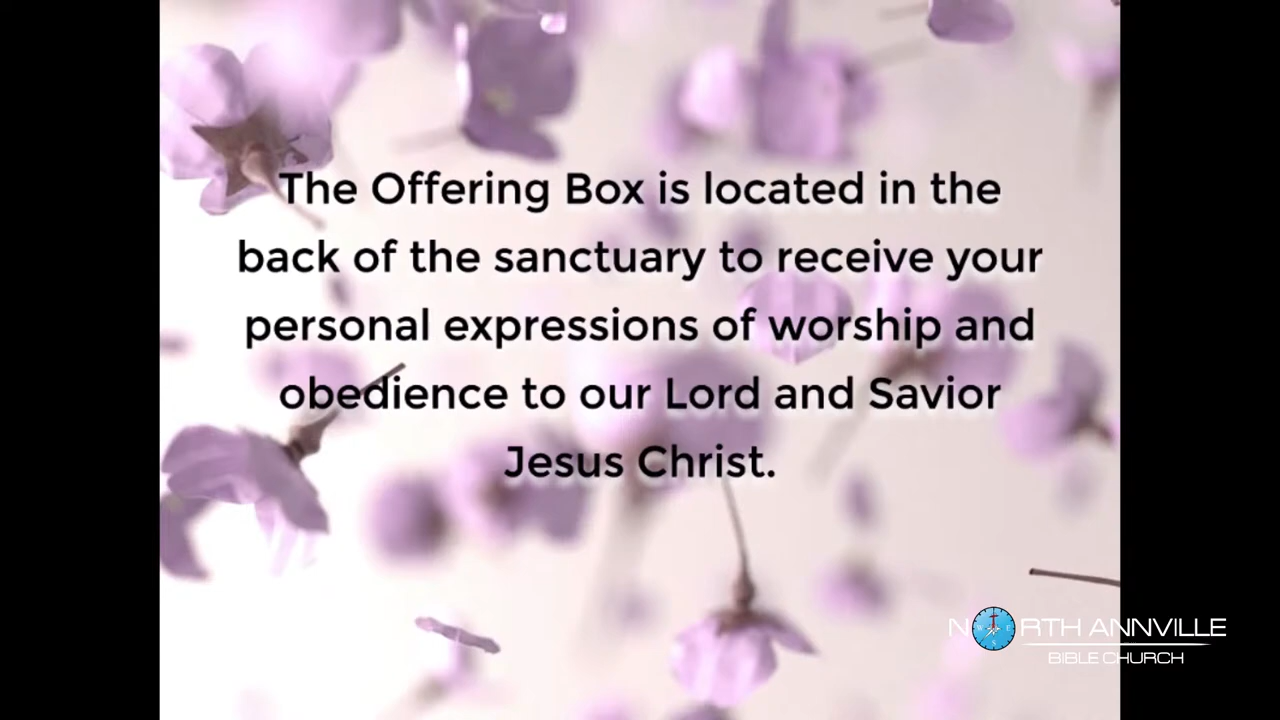 The Offering Box is located in the
back of the sanctuary to receive your
personal expressions of worship and
obedience to our Lord and Savior
Jesus Christ.
NORTH ANNVILLE
BIBLE CHURCH